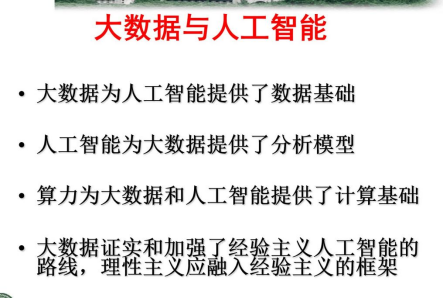 大数据与人工智能
• 大数据为人工智能提供了数据基础
• 人工智能为大数据提供了分析模型
• 算力为大数据和人工智能提供了计算基础
• 大数据证实和加强了经验主义人工智能的
路线，理性主义应融入经验主义的框架